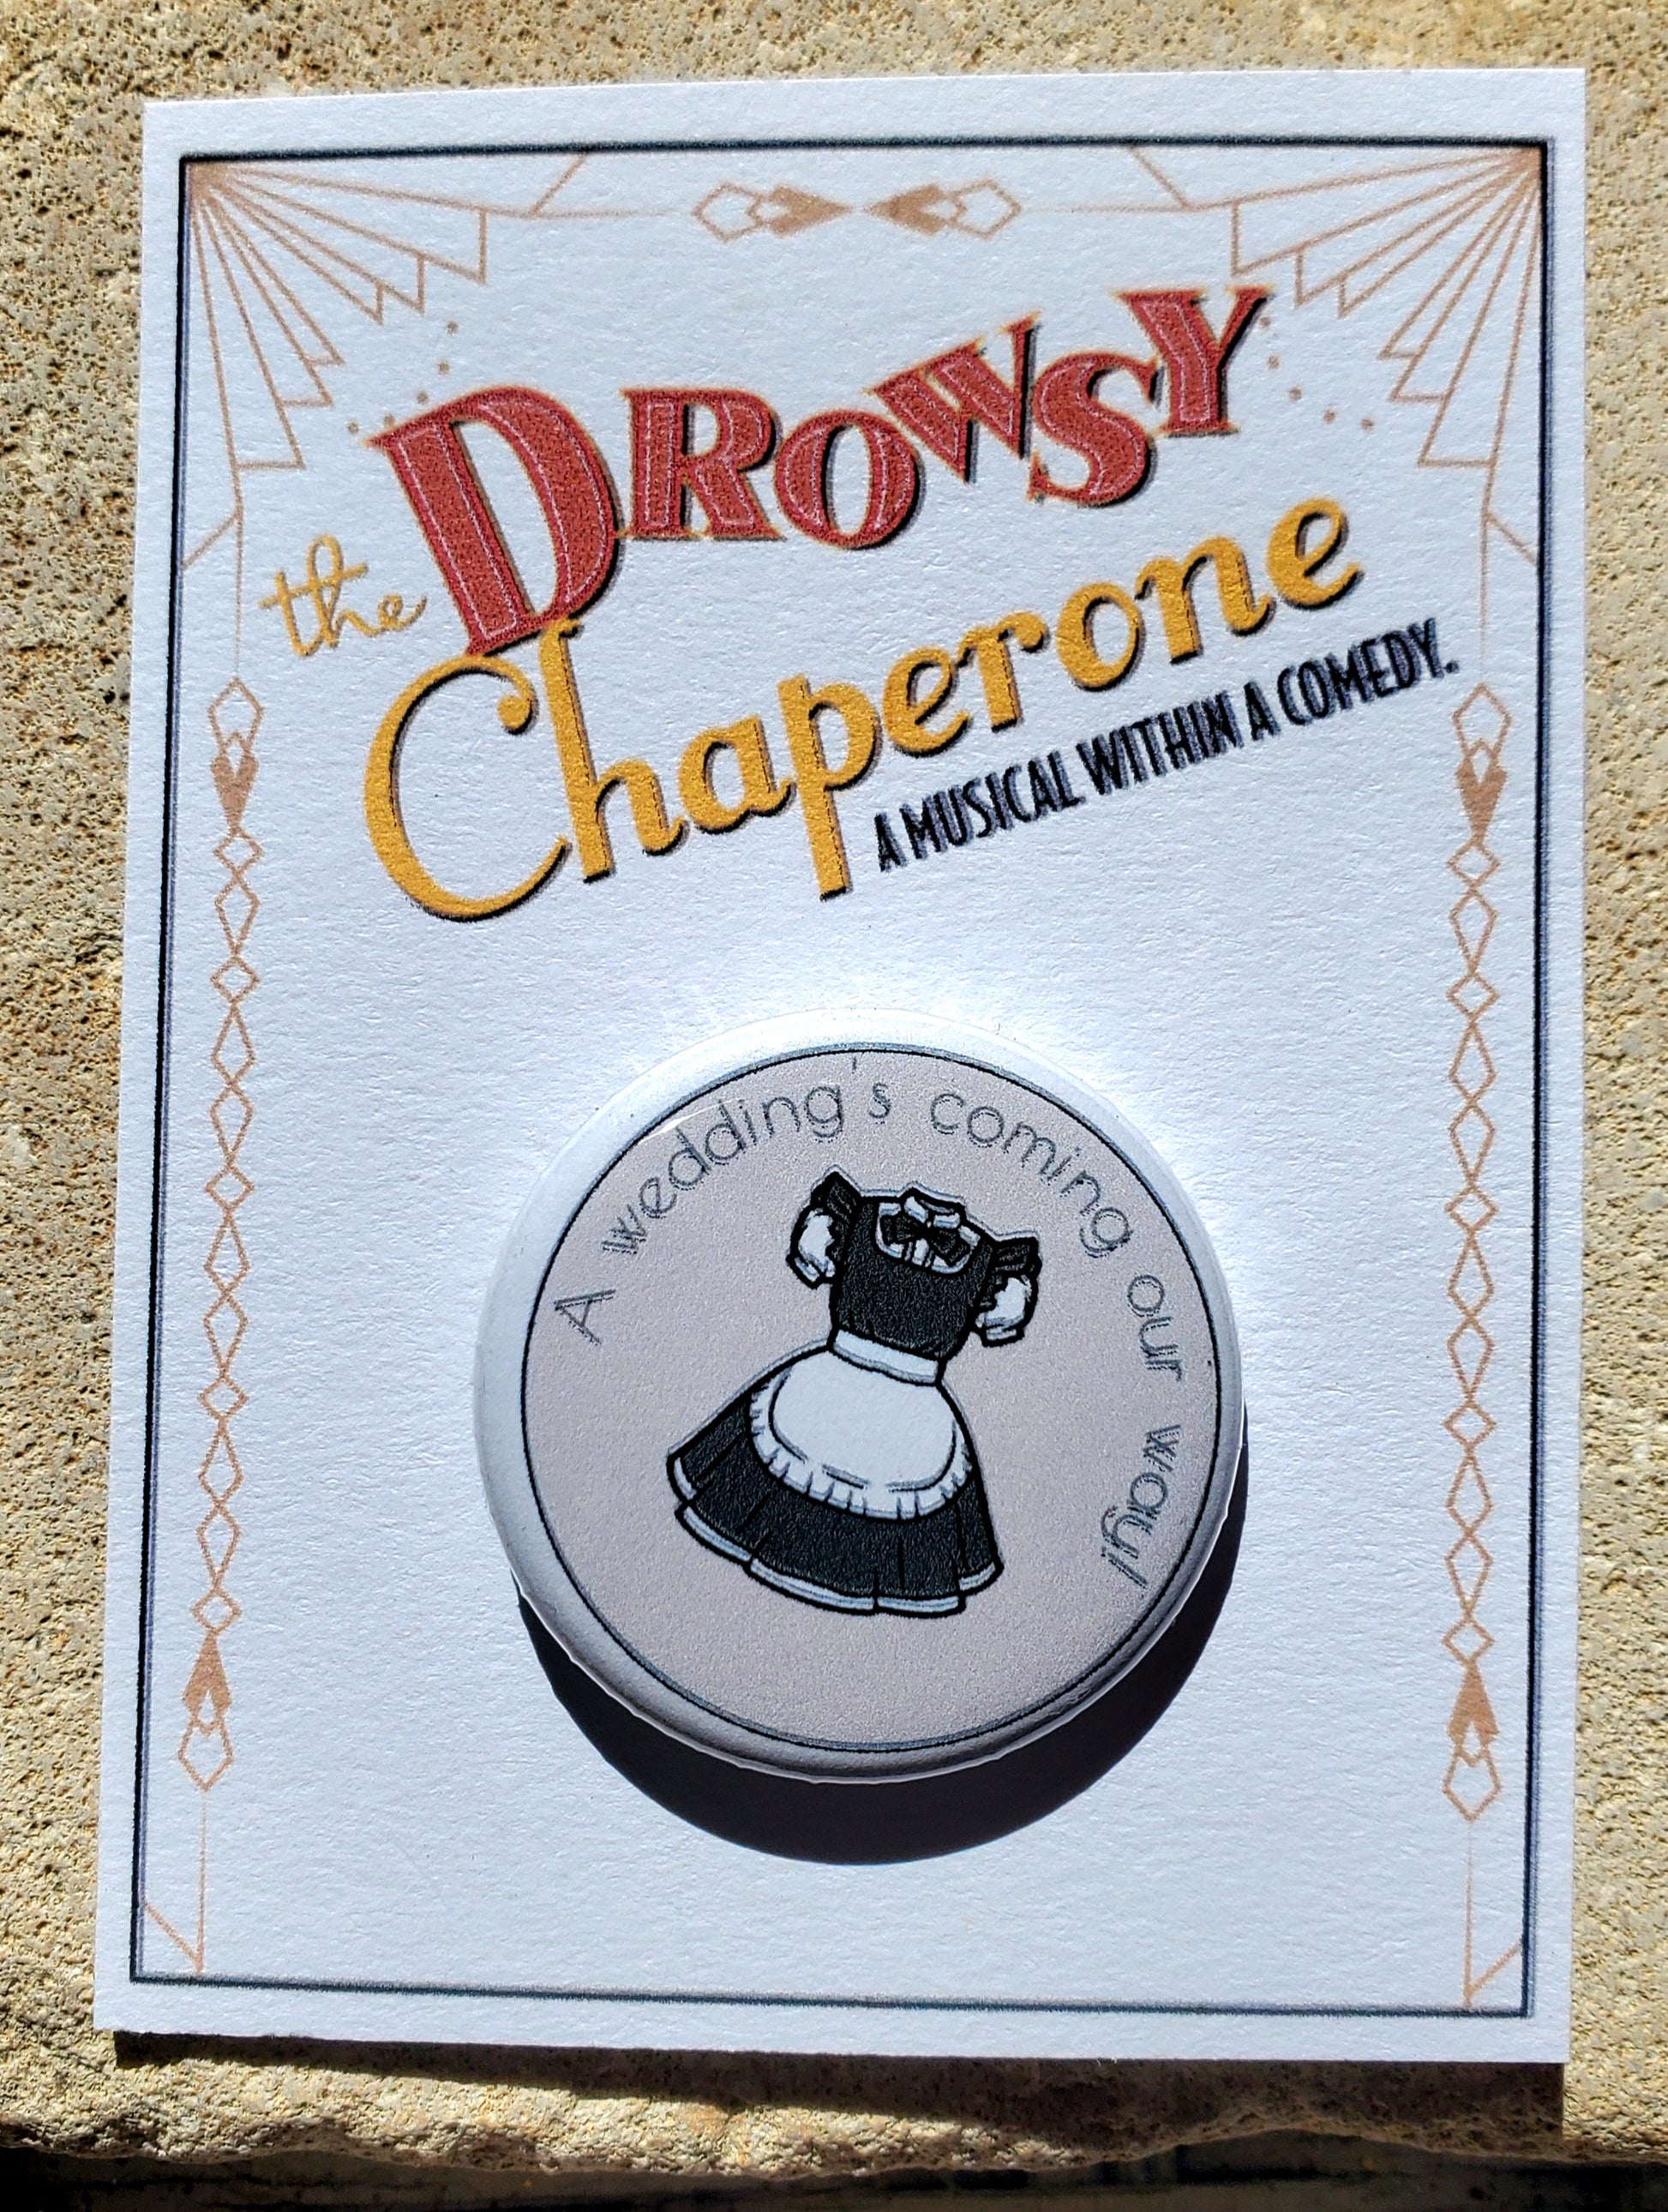 the DROWSY
Chaperone
A MUSICAL WITHIN A COMEDY.
A wedding's coming our way!